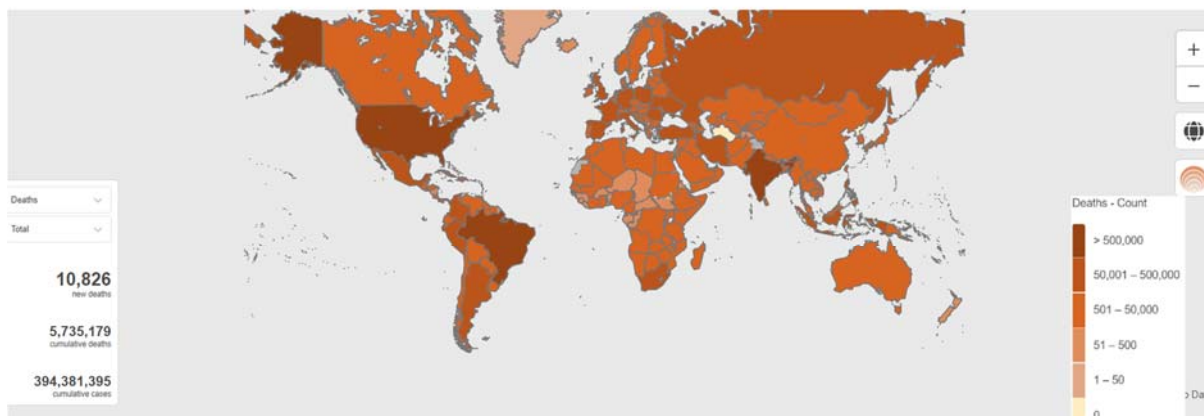 +
−
Deaths
Total
10,826
new deaths
5,735,179
cumulative deaths
394,381,395
cumulative cases
Deaths - Count
> 500,000
50,001 – 500,000
501 – 50,000
51 – 500
1 – 50
0